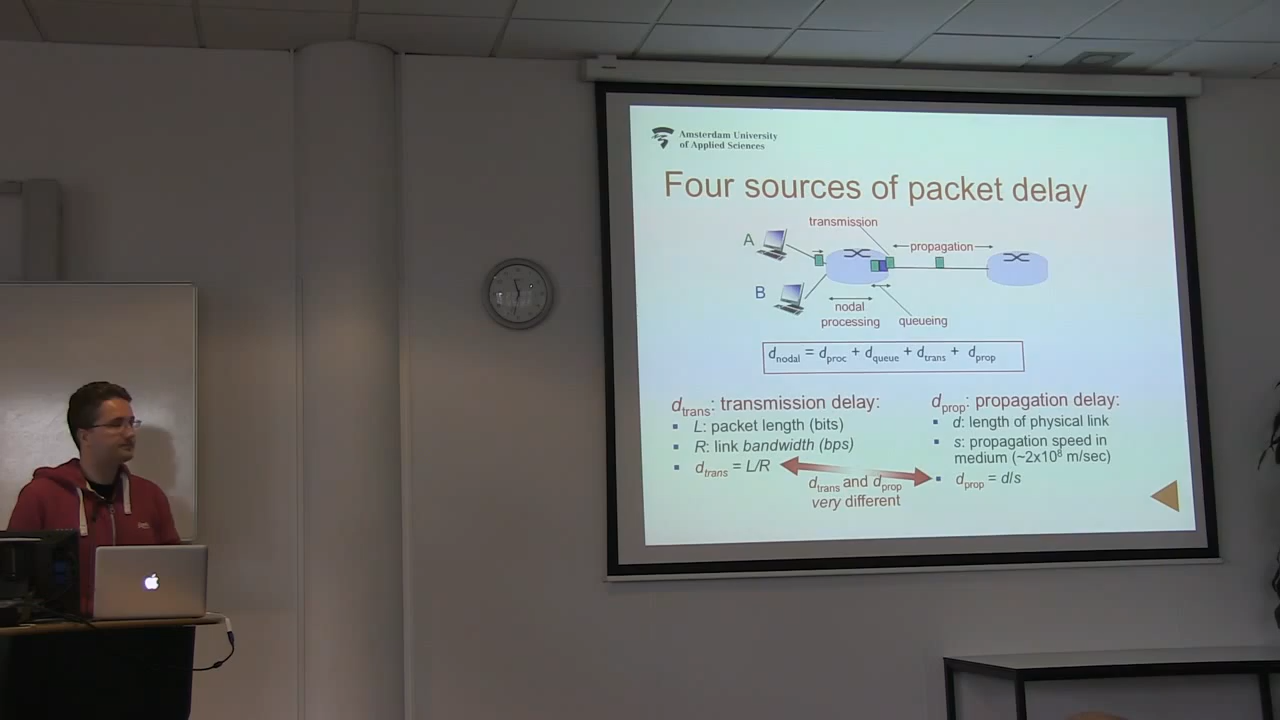 Amsterdam University
of Applied Sciences
Four sources of packet delay
transmission
A
propagation
B
nodal
processing
queueing
dnodal = dproc + dqueue + dtrans + dprop
dtrans: transmission delay:
▪ L: packet length (bits)
▪ R: link bandwidth (bps)
▪ dtrans = L/R
dtrans and dprop
very different
dprop: propagation delay:
▪ d: length of physical link
▪ s: propagation speed in
medium (~2x10⁸ m/sec)
▪ dprop = d/s